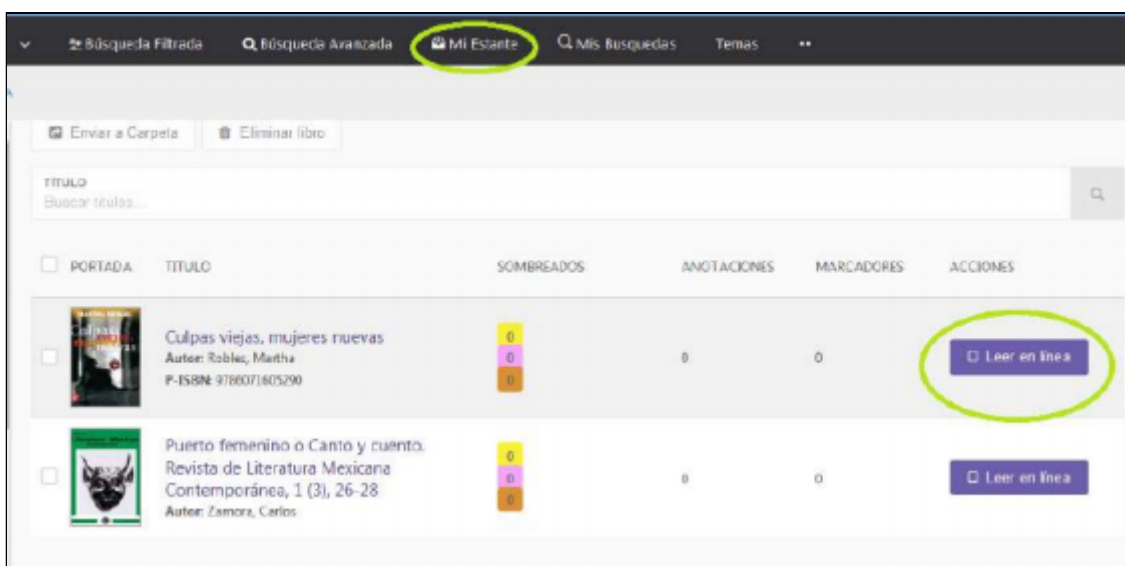 Búsqueda Filtrada Búsqueda Avanzada Mi Estante Mis Busquedas Temas
Enviar a Carpeta Eliminar libro
TITULO
Buscar titulos...
PORTADA TITULO SOMBREADOS ANOTACIONES MARCADORES ACCIONES
Culpas viejas, mujeres nuevas
Autor: Robles, Martha
P-ISBN: 9786071605290
0
0
0
0 0 Leer en línea
Puerto femenino o Canto y cuento.
Revista de Literatura Mexicana
Contemporánea, 1 (3), 26-28
Autor: Zamora, Carlos
0
0
0
0 0 Leer en línea